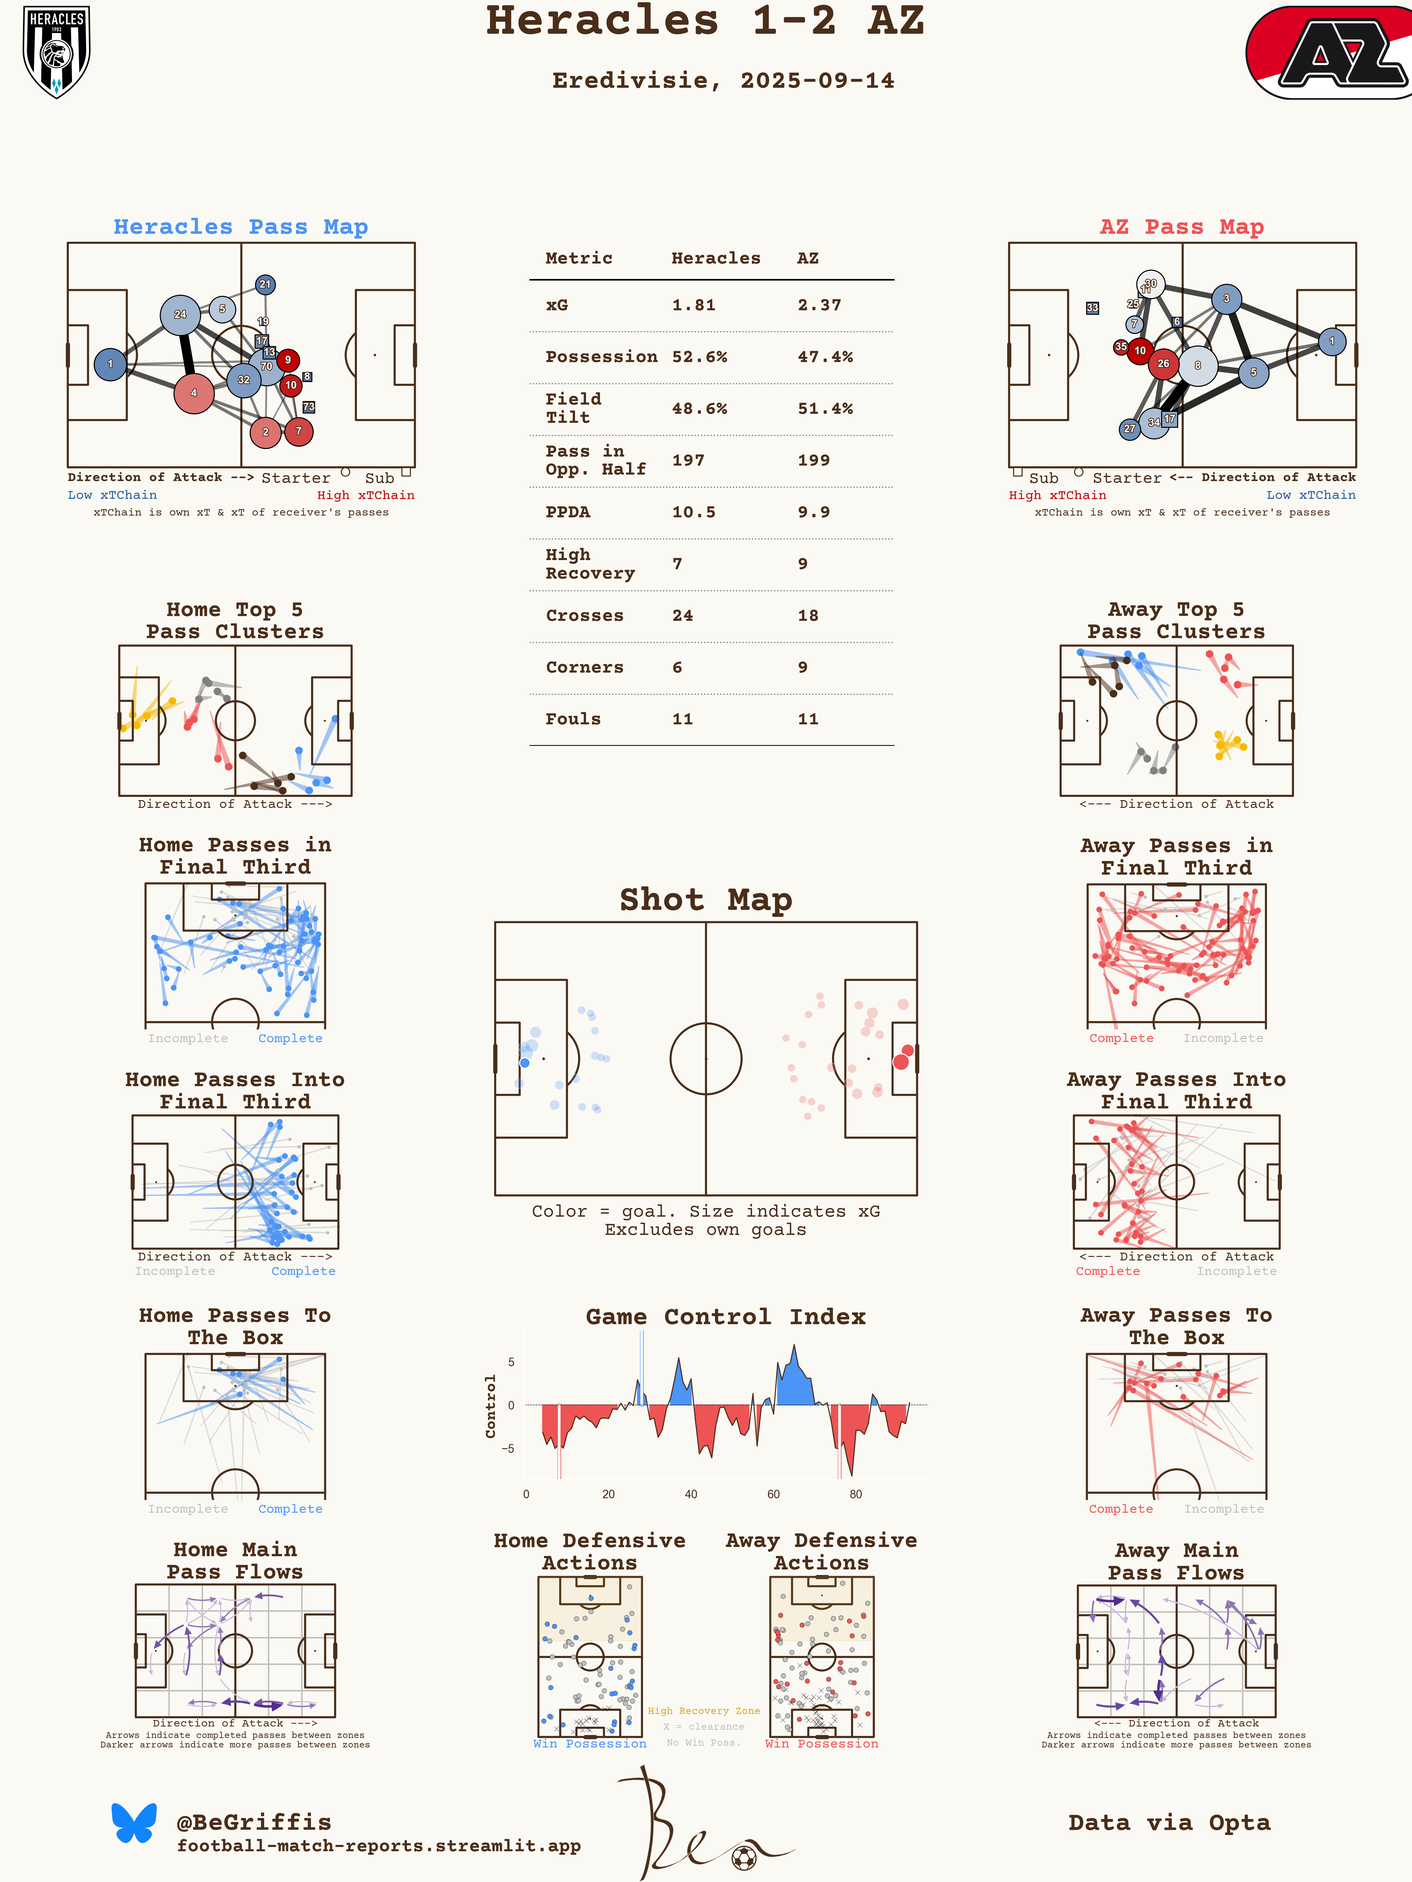 Heracles 1-2 AZ
Eredivisie, 2025-09-14
HERACLES
1903
AZ
Heracles Pass Map
21
5
24
19
17
13
1
9
70
32
8
10
4
73
2
7
Direction of Attack --> Starter Sub
Low xTChain High xTChain
xTChain is own xT & xT of receiver's passes
Metric Heracles AZ
xG 1.81 2.37
Possession 52.6% 47.4%
Field
Tilt 48.6% 51.4%
Pass in
Opp. Half 197 199
PPDA 10.5 9.9
High
Recovery 7 9
Crosses 24 18
Corners 6 9
Fouls 11 11
AZ Pass Map
30
11
3
25
33
7
6
1
35
10
26
8
5
17
34
27
Sub Starter <-- Direction of Attack
High xTChain Low xTChain
xTChain is own xT & xT of receiver's passes
Home Top 5
Pass Clusters
Direction of Attack --->
Away Top 5
Pass Clusters
<--- Direction of Attack
Home Passes in
Final Third
Incomplete Complete
Away Passes in
Final Third
Complete Incomplete
Shot Map
Color = goal. Size indicates xG
Excludes own goals
Home Passes Into
Final Third
Direction of Attack --->
Incomplete Complete
Away Passes Into
Final Third
<--- Direction of Attack
Complete Incomplete
Home Passes To
The Box
Incomplete Complete
Game Control Index
Control
5
0
−5
0 20 40 60 80
Away Passes To
The Box
Complete Incomplete
Home Main
Pass Flows
Direction of Attack --->
Arrows indicate completed passes between zones
Darker arrows indicate more passes between zones
Home Defensive
Actions
Win Possession
High Recovery Zone
X = clearance
No Win Poss.
Away Defensive
Actions
Win Possession
Away Main
Pass Flows
<--- Direction of Attack
Arrows indicate completed passes between zones
Darker arrows indicate more passes between zones
@BeGriffis
football-match-reports.streamlit.app
Ben
Data via Opta